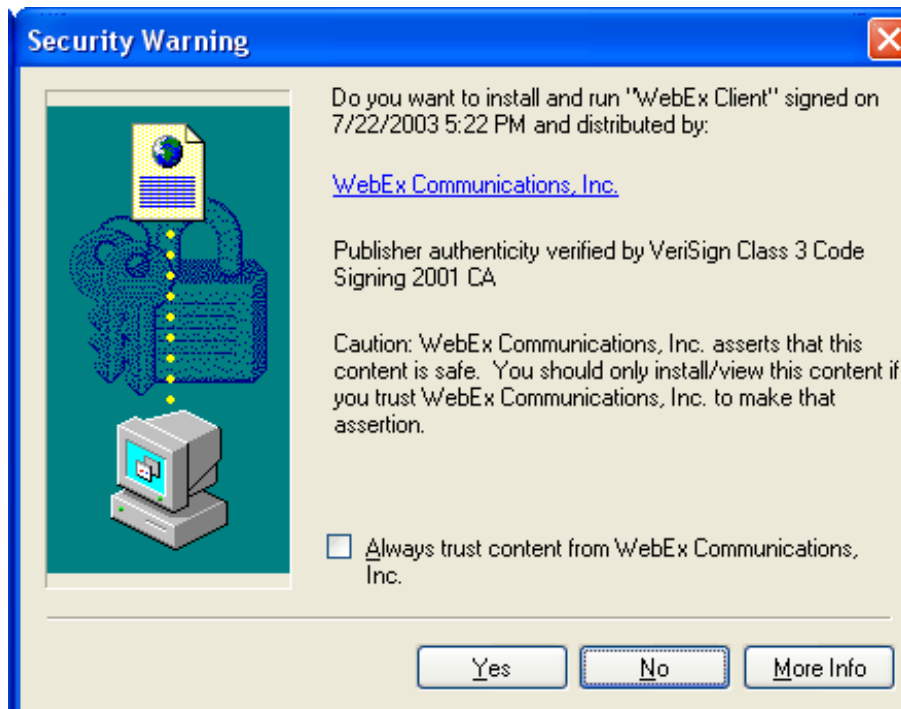 Security Warning
Do you want to install and run "WebEx Client" signed on
7/22/2003 5:22 PM and distributed by:
WebEx Communications, Inc.
Publisher authenticity verified by VeriSign Class 3 Code
Signing 2001 CA
Caution: WebEx Communications, Inc. asserts that this
content is safe.  You should only install/view this content if
you trust WebEx Communications, Inc. to make that
assertion.
Always trust content from WebEx Communications,
Inc.
Yes
No
More Info